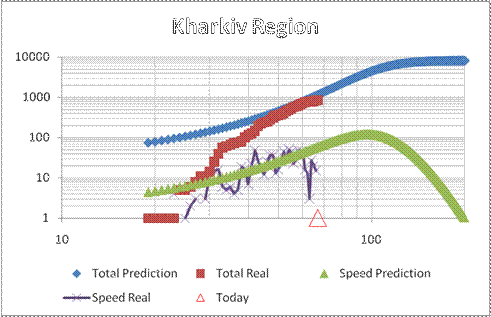 Kharkiv Region
10000
1000
100
10
1
10 100
Total Prediction Total Real Speed Prediction
Speed Real Today